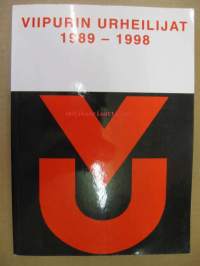 VIIPURIN URHEILIJAT
1989 – 1998
VU